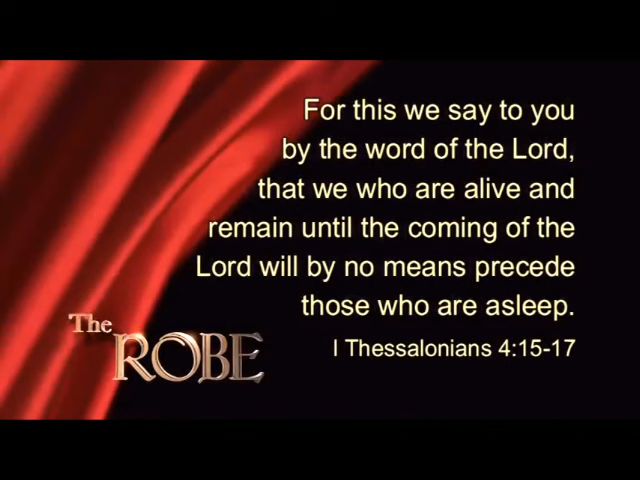 For this we say to you
by the word of the Lord,
that we who are alive and
remain until the coming of the
Lord will by no means precede
those who are asleep.
I Thessalonians 4:15-17
The
ROBE